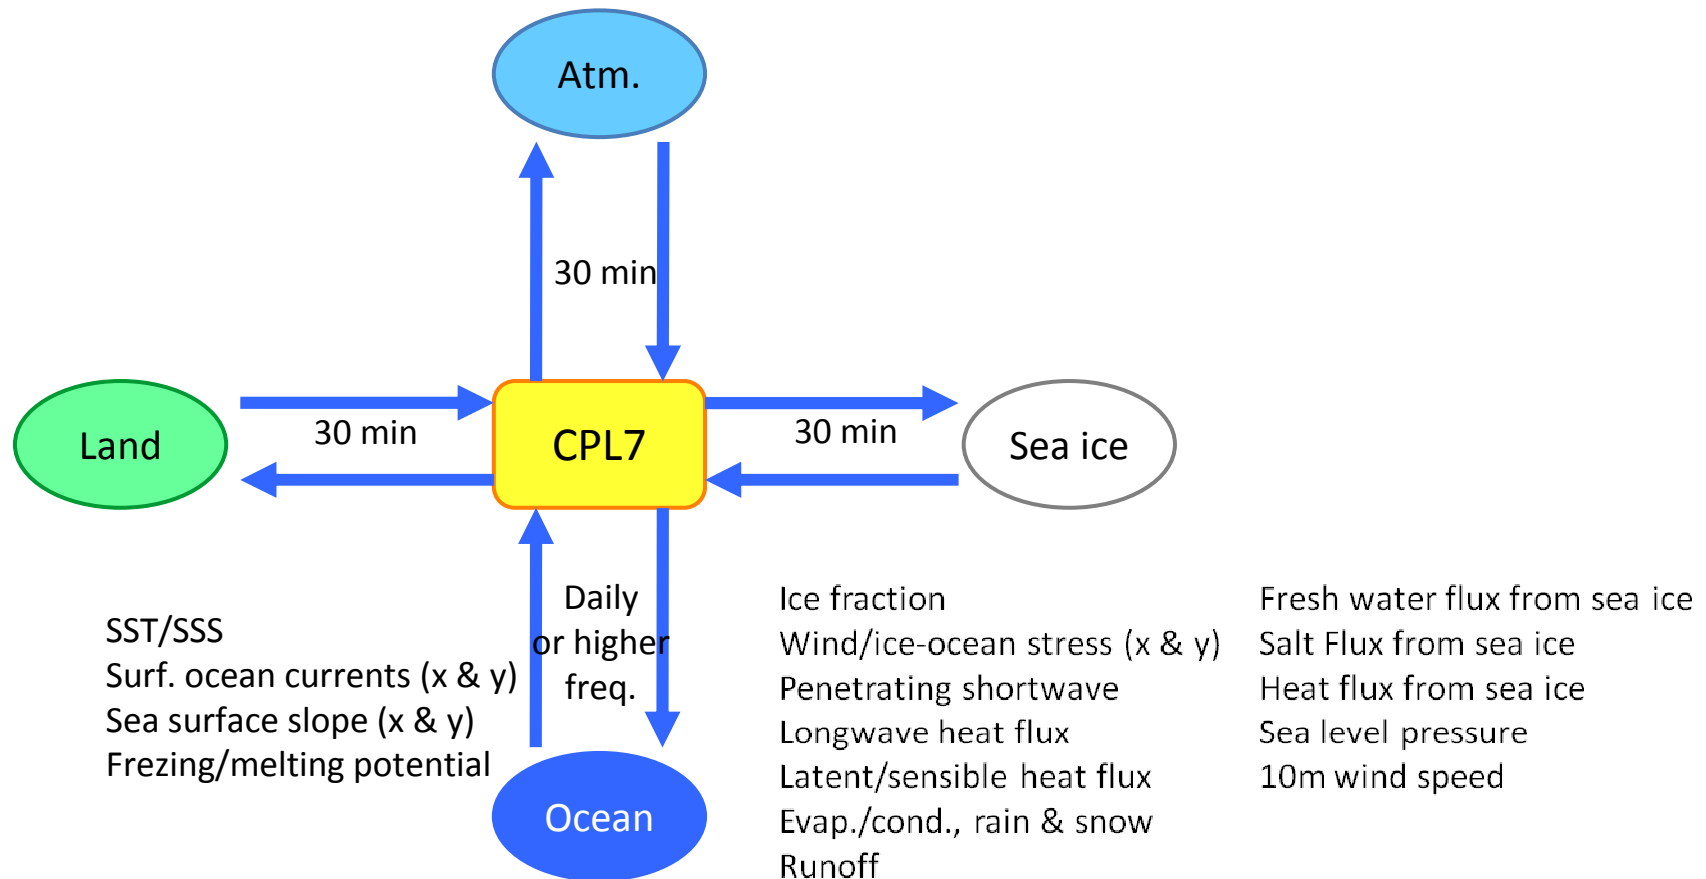 Atm.
30 min
Land
30 min
CPL7
30 min
Sea ice
SST/SSS
Surf. ocean currents (x & y)
Sea surface slope (x & y)
Frezing/melting potential
Daily
or higher
freq.
Ocean
Ice fraction
Wind/ice-ocean stress (x & y)
Penetrating shortwave
Longwave heat flux
Latent/sensible heat flux
Evap./cond., rain & snow
Runoff
Fresh water flux from sea ice
Salt Flux from sea ice
Heat flux from sea ice
Sea level pressure
10m wind speed